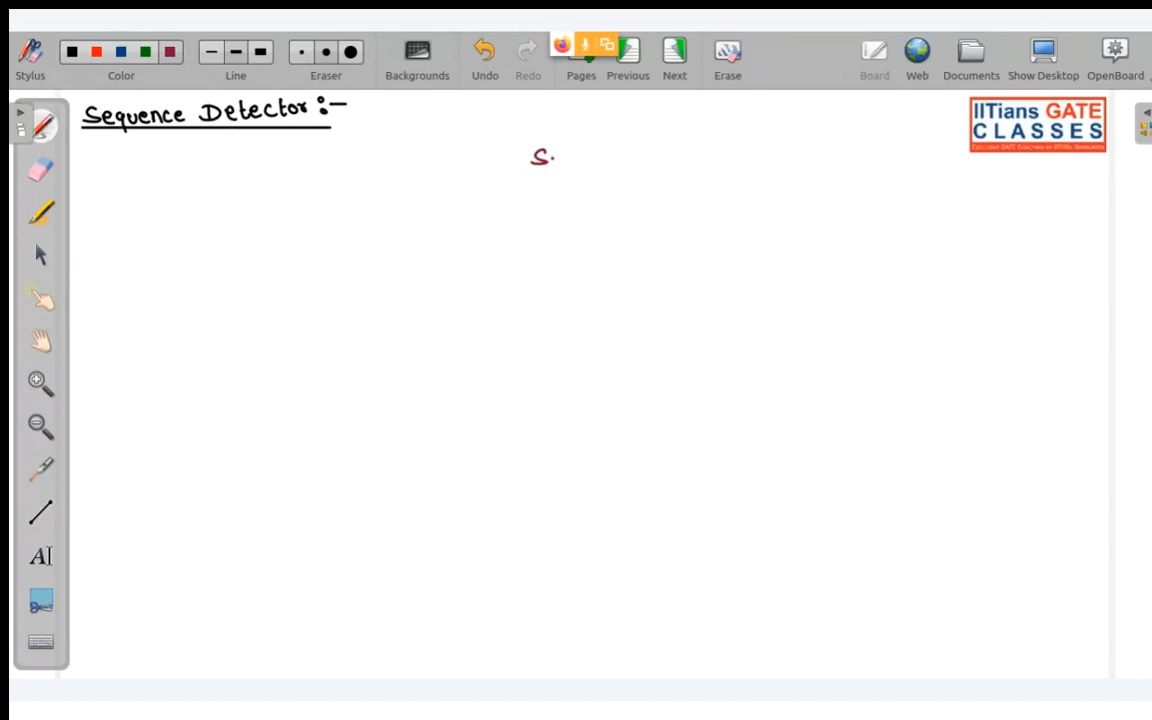 Stylus Color Line Eraser Backgrounds Undo Redo Pages Previous Next Erase Board Web Documents Show Desktop OpenBoard
Sequence Detector :-
IITians GATE
CLASSES
S.
A